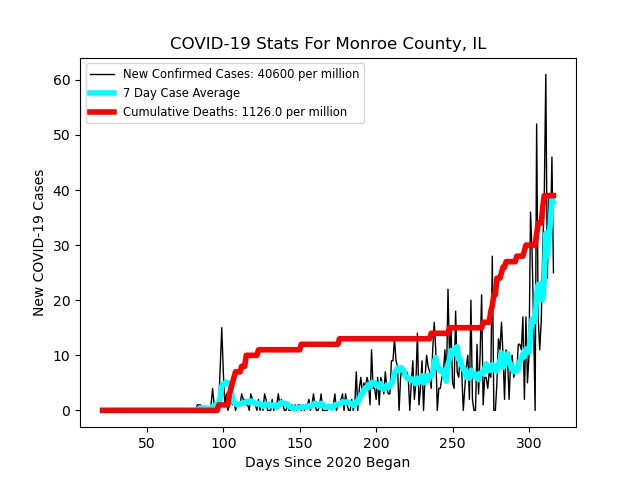 COVID-19 Stats For Monroe County, IL
New Confirmed Cases: 40600 per million
7 Day Case Average
Cumulative Deaths: 1126.0 per million
60
50
40
30
20
10
0
New COVID-19 Cases
50 100 150 200 250 300
Days Since 2020 Began